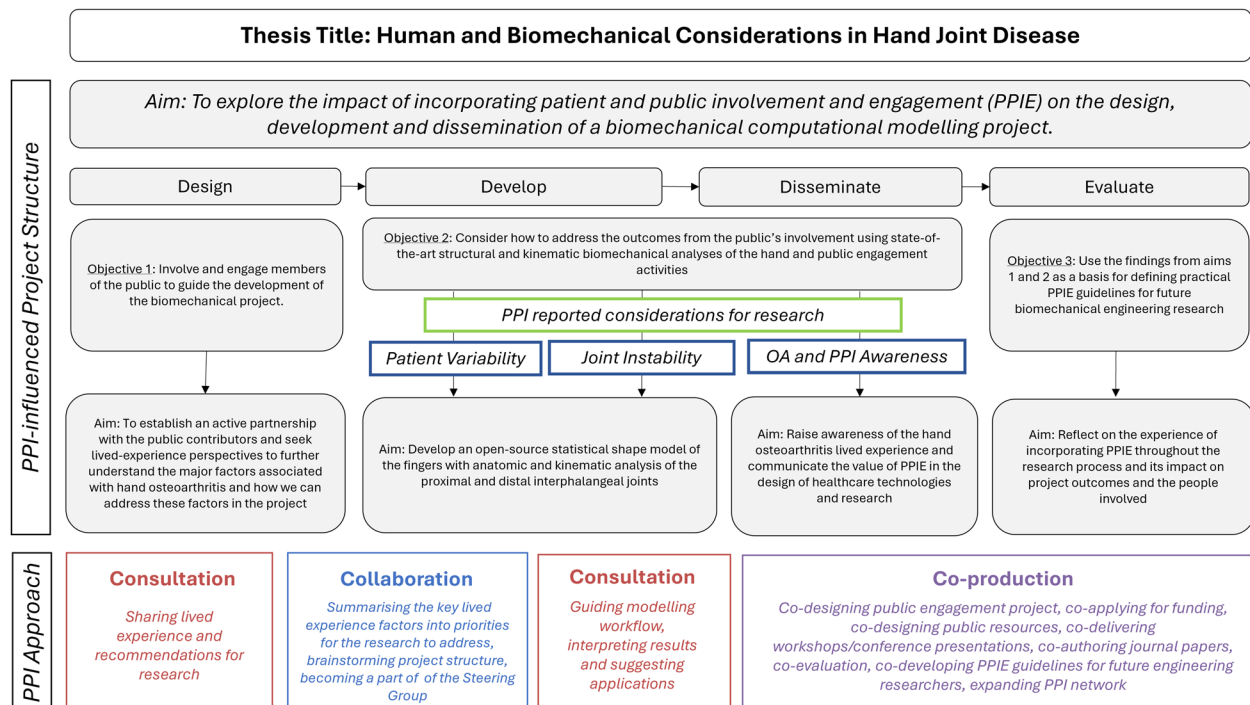 Thesis Title: Human and Biomechanical Considerations in Hand Joint Disease
PPI-influenced Project Structure
Aim: To explore the impact of incorporating patient and public involvement and engagement (PPIE) on the design,
development and dissemination of a biomechanical computational modelling project.
Design
Develop
Disseminate
Evaluate
Objective 1: Involve and engage members
of the public to guide the development of
the biomechanical project.
Objective 2: Consider how to address the outcomes from the public's involvement using state-of-
the-art structural and kinematic biomechanical analyses of the hand and public engagement
activities
Objective 3: Use the findings from aims
1 and 2 as a basis for defining practical
PPIE guidelines for future
biomechanical engineering research
PPI reported considerations for research
Patient Variability
Joint Instability
OA and PPI Awareness
Aim: To establish an active partnership
with the public contributors and seek
lived-experience perspectives to further
understand the major factors associated
with hand osteoarthritis and how we can
address these factors in the project
Aim: Develop an open-source statistical shape model of
the fingers with anatomic and kinematic analysis of the
proximal and distal interphalangeal joints
Aim: Raise awareness of the hand
osteoarthritis lived experience and
communicate the value of PPIE in the
design of healthcare technologies
and research
Aim: Reflect on the experience of
incorporating PPIE throughout the
research process and its impact on
project outcomes and the people
involved
PPI Approach
Consultation
Sharing lived
experience and
recommendations for
research
Collaboration
Summarising the key lived
experience factors into priorities
for the research to address,
brainstorming project structure,
becoming a part of of the Steering
Group
Consultation
Guiding modelling
workflow,
interpreting results
and suggesting
applications
Co-production
Co-designing public engagement project, co-applying for funding,
co-designing public resources, co-delivering
workshops/conference presentations, co-authoring journal papers,
co-evaluation, co-developing PPIE guidelines for future engineering
researchers, expanding PPI network